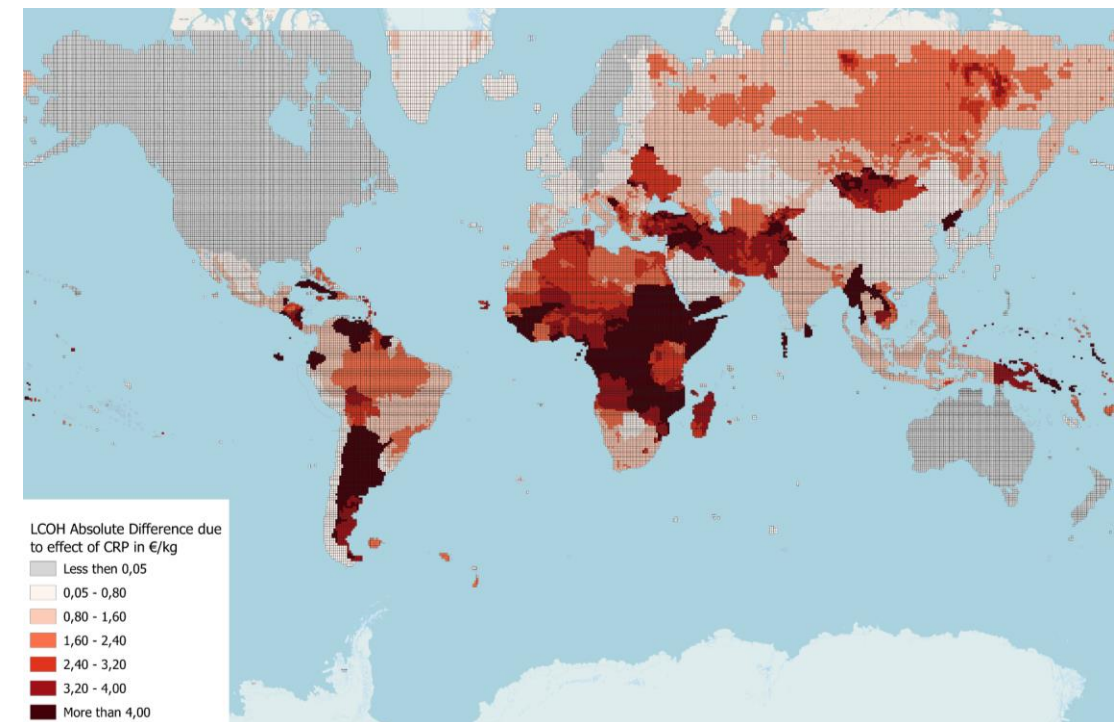 LCOH Absolute Difference due
to effect of CRP in €/kg
Less then 0,05
0,05 - 0,80
0,80 - 1,60
1,60 - 2,40
2,40 - 3,20
3,20 - 4,00
More than 4,00